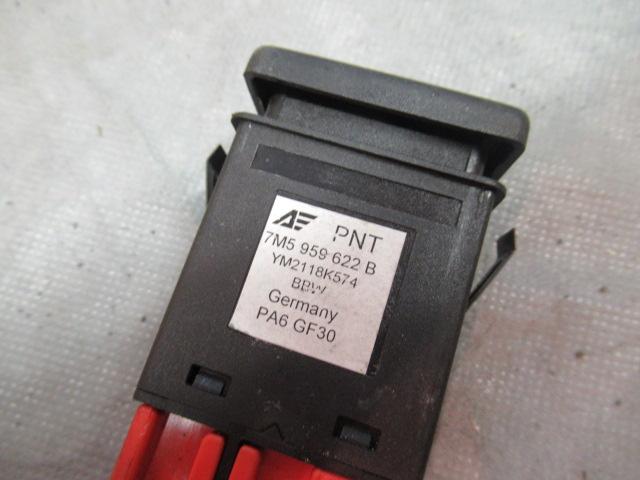 AE PNT
7M5 959 622 B
YM2118K574
BBW
Germany
PA6 GF30